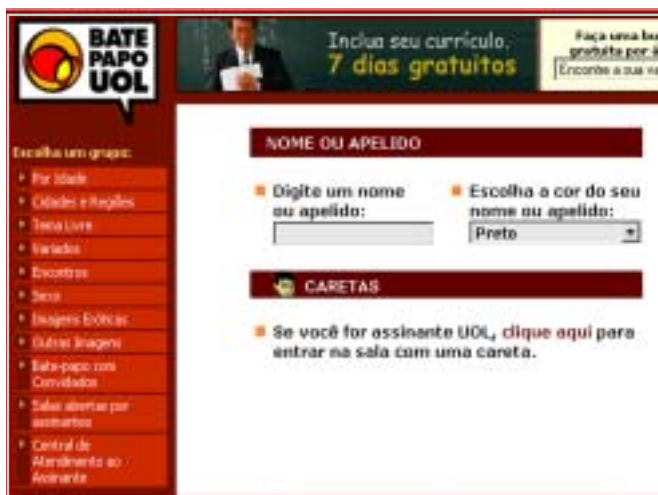 BATE
PAPO
UOL
Inclua seu currículo.
7 dias gratuitos
Faça uma bu
gratuita por á
Encontre a sua va
Escolha um grupo:
Por Idade
Cidades e Regiões
Tema Livre
Variados
Encontros
Sexo
Imagens Eróticas
Outras Imagens
Bate-papo com
Convidados
Salas abertas por
assinantes
Central de
Atendimento ao
Assinante
NOME OU APELIDO
Digite um nome
ou apelido:
Escolha a cor do seu
nome ou apelido:
Preto
CARETAS
Se você for assinante UOL, clique aqui para
entrar na sala com uma careta.